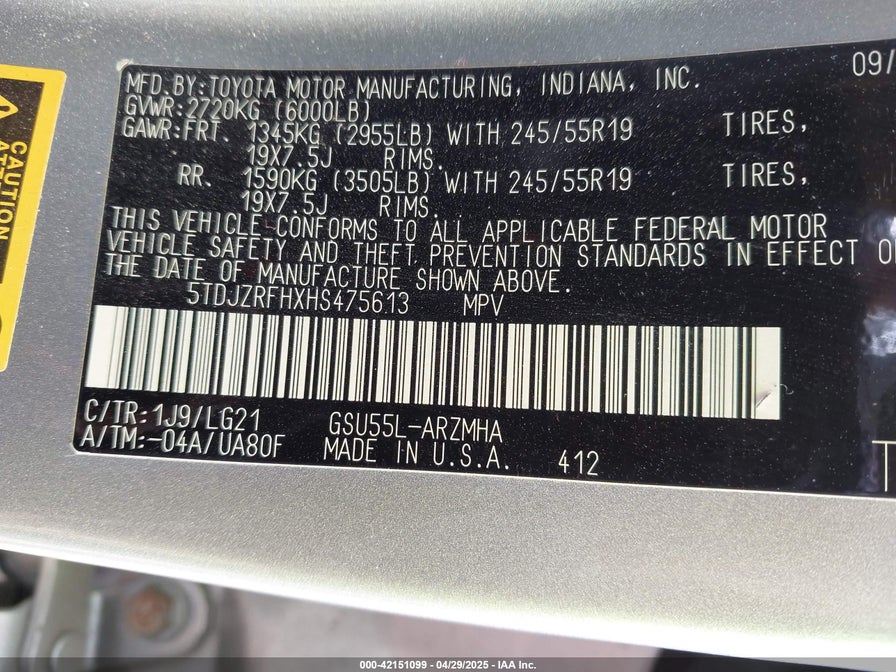 09/
MFD.BY:TOYOTA MOTOR MANUFACTURING, INDIANA, INC.
GVWR:2720KG (6000LB)
GAWR:FRT. 1345KG (2955LB) WITH 245/55R19 TIRES,
19X7.5J RIMS.
RR. 1590KG (3505LB) WITH 245/55R19 TIRES,
19X7.5J RIMS.
THIS VEHICLE CONFORMS TO ALL APPLICABLE FEDERAL MOTOR
VEHICLE SAFETY AND THEFT PREVENTION STANDARDS IN EFFECT O
THE DATE OF MANUFACTURE SHOWN ABOVE.
5TDJZRFHXHS475613 MPV
C/TR:1J9/LG21 GSU55L-ARZMHA
A/TM:-04A/UA80F MADE IN U.S.A. 412
T
CAUTION
000-42151099 - 04/29/2025 - IAA Inc.